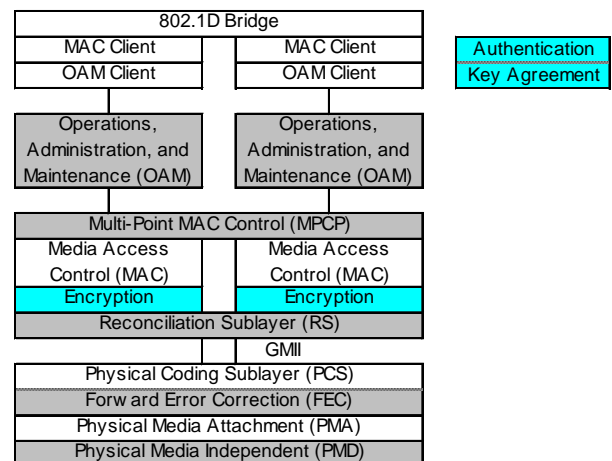 802.1D Bridge
MAC Client MAC Client
OAM Client OAM Client
Authentication
Key Agreement
Operations,
Administration, and
Maintenance (OAM)
Operations,
Administration, and
Maintenance (OAM)
Multi-Point MAC Control (MPCP)
Media Access
Control (MAC)
Media Access
Control (MAC)
Encryption Encryption
Reconciliation Sublayer (RS)
GMII
Physical Coding Sublayer (PCS)
Forward Error Correction (FEC)
Physical Media Attachment (PMA)
Physical Media Independent (PMD)